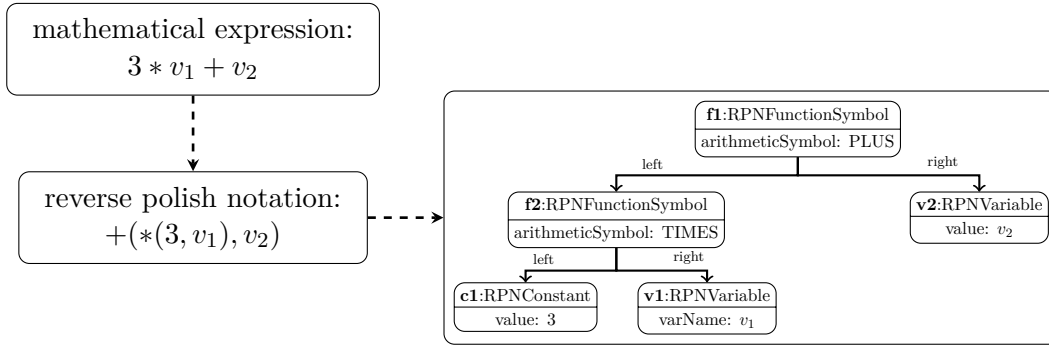 mathematical expression:
3 ∗ v₁ + v₂
reverse polish notation:
+(∗(3, v₁), v₂)
f1:RPNFunctionSymbol
arithmeticSymbol: PLUS
left
right
f2:RPNFunctionSymbol
arithmeticSymbol: TIMES
v2:RPNVariable
value: v₂
left
right
c1:RPNConstant
value: 3
v1:RPNVariable
varName: v₁